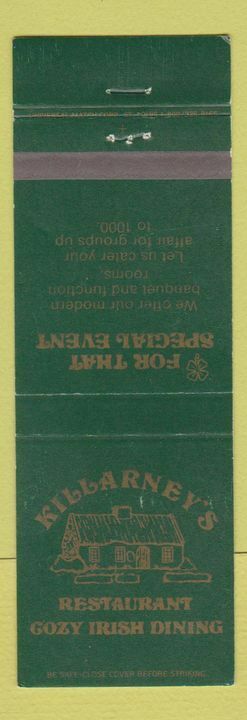 FOR THAT
SPECIAL EVENT
We offer our modern
banquet and function
rooms.
Let us cater your
affair for groups up
to 1000.
KILLARNEY'S
RESTAURANT
COZY IRISH DINING
BE SAFE-CLOSE COVER BEFORE STRIKING